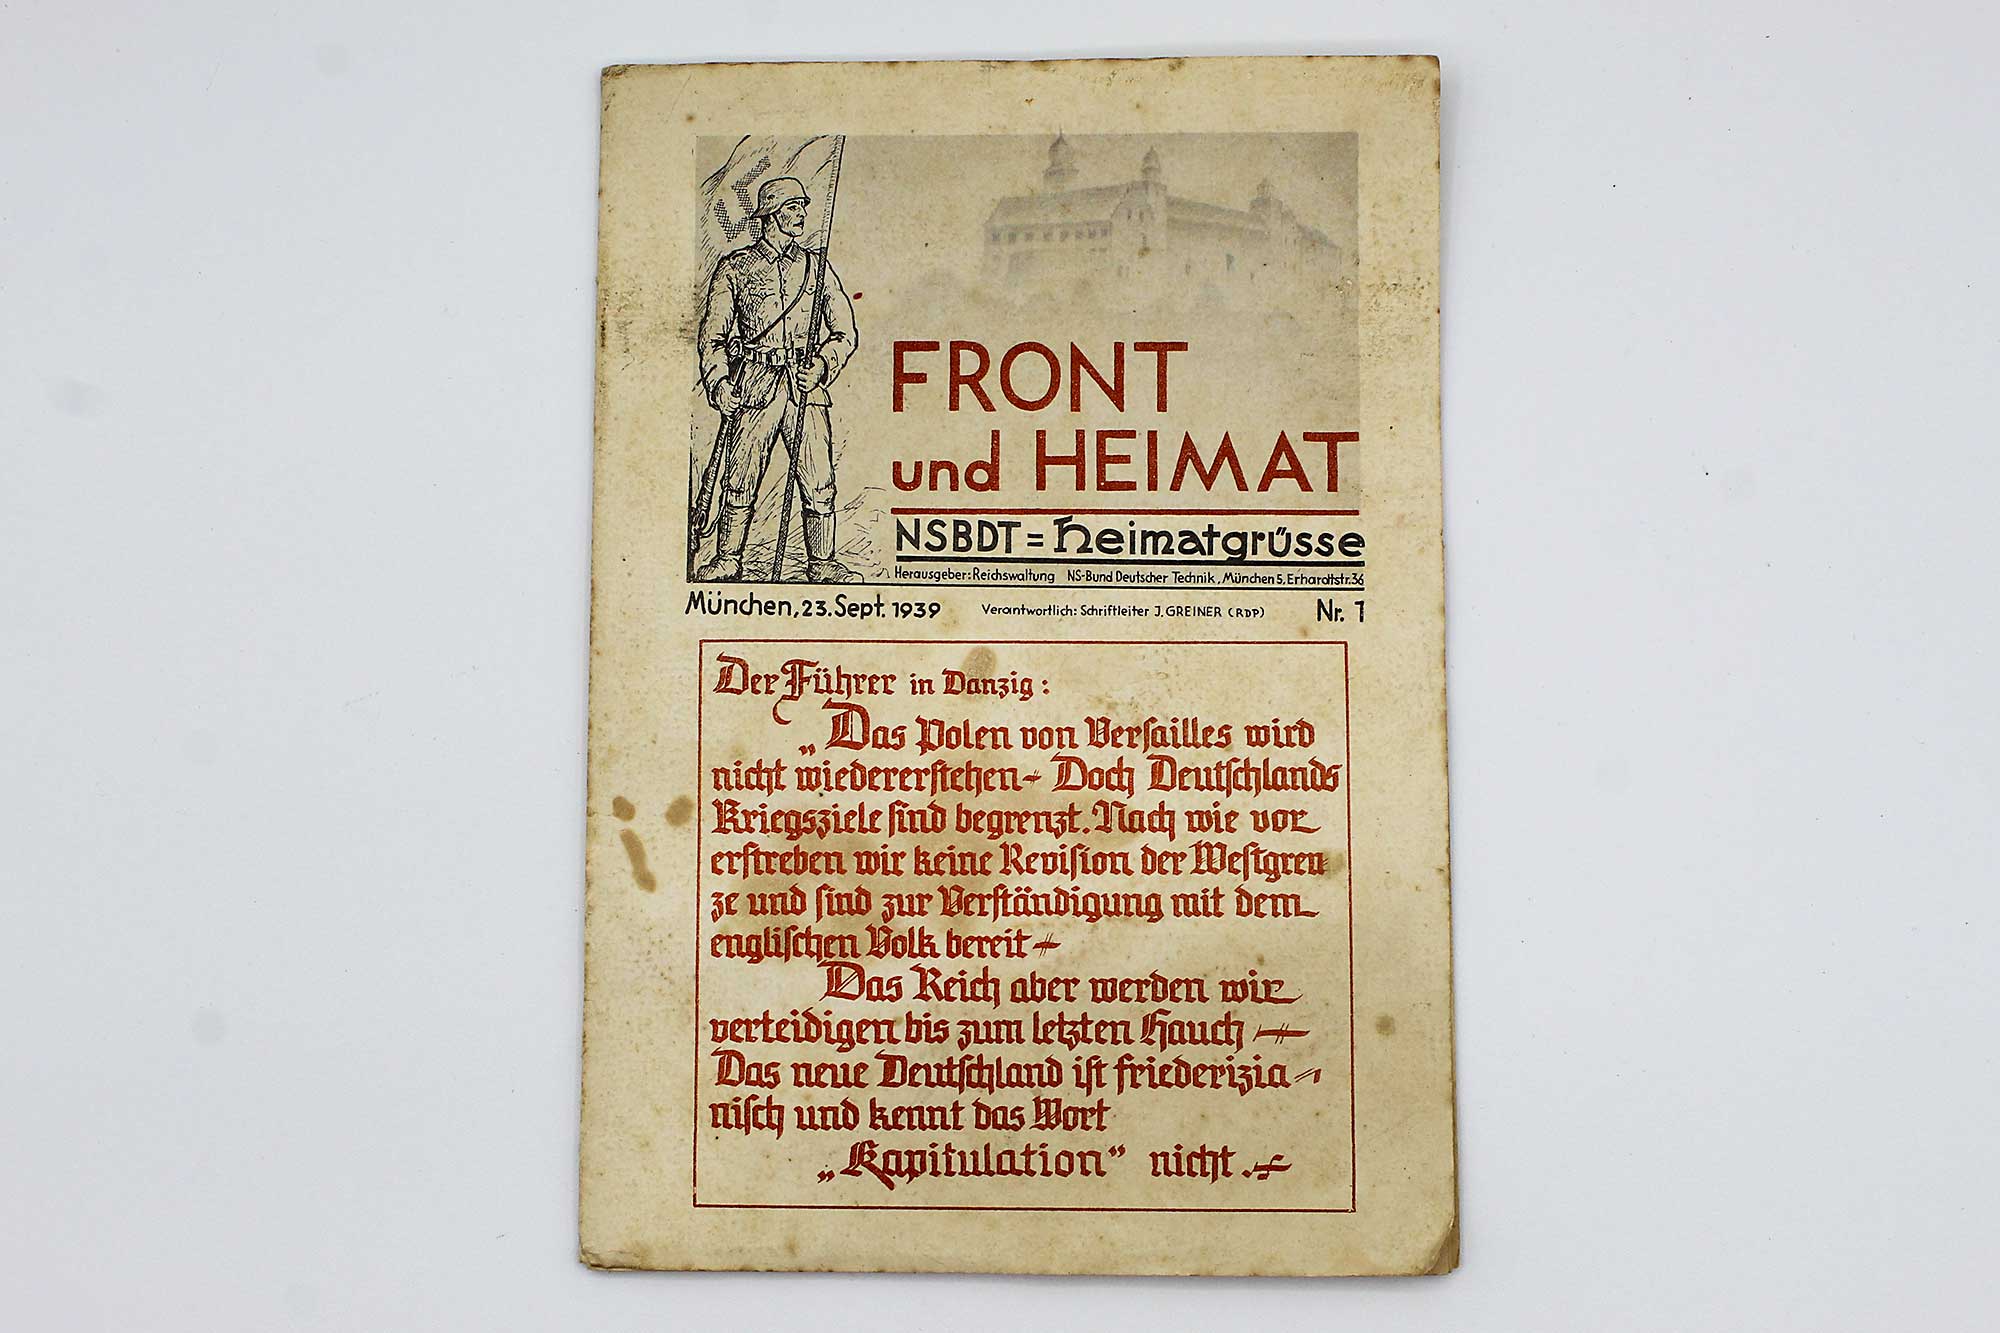 FRONT
und HEIMAT
NSBDT = Heimatgrüsse
Herausgeber: Reichswaltung NS-Bund Deutscher Technik, München 5, Erhardtstr. 36
München, 23. Sept. 1939 Verantwortlich: Schriftleiter J. GREINER (RDP) Nr. 1
Der Führer in Danzig:
„Das Polen von Versailles wird
nicht wiedererstehen- Doch Deutschlands
Kriegsziele sind begrenzt. Nach wie vor
erstreben wir keine Revision der Westgren=
ze und sind zur Verständigung mit dem
englischen Volk bereit-
Das Reich aber werden wir
verteidigen bis zum letzten Hauch-
Das neue Deutschland ist friederizia=
nisch und kennt das Wort
„Kapitulation" nicht.-